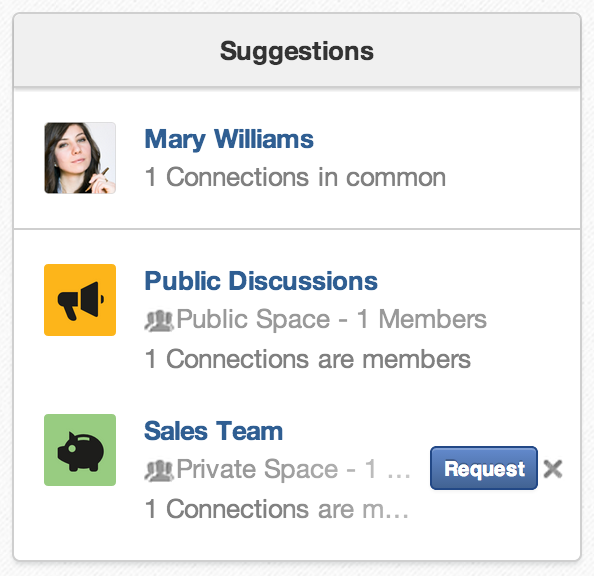 Suggestions
Mary Williams
1 Connections in common
Public Discussions
Public Space - 1 Members
1 Connections are members
Sales Team
Private Space - 1 ...
Request
1 Connections are m...